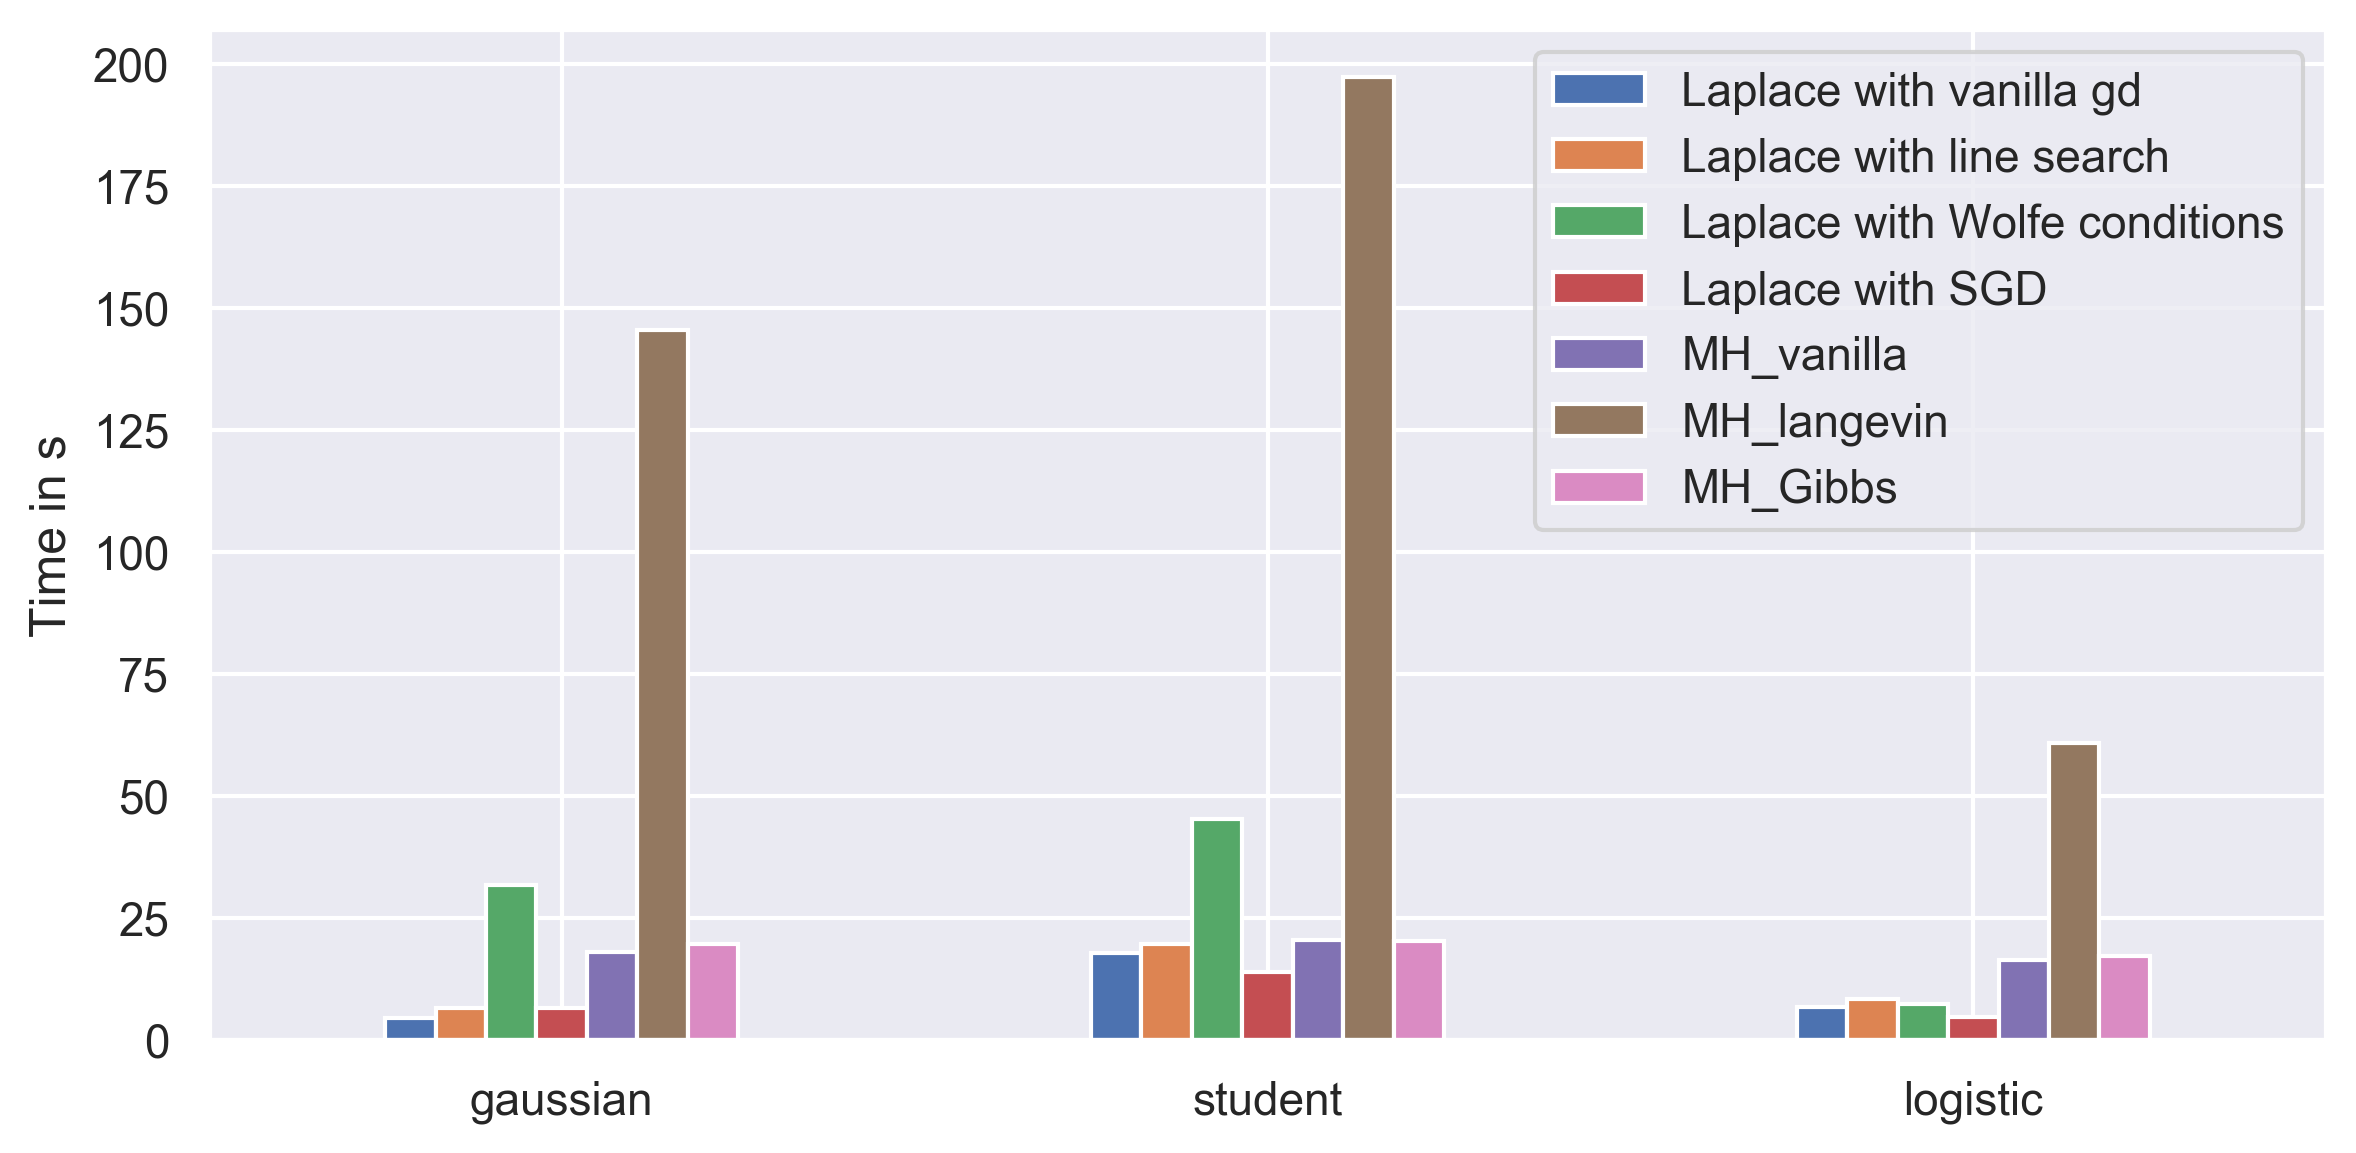 Time in s
200
175
150
125
100
75
50
25
0
gaussian
student
logistic
Laplace with vanilla gd
Laplace with line search
Laplace with Wolfe conditions
Laplace with SGD
MH_vanilla
MH_langevin
MH_Gibbs